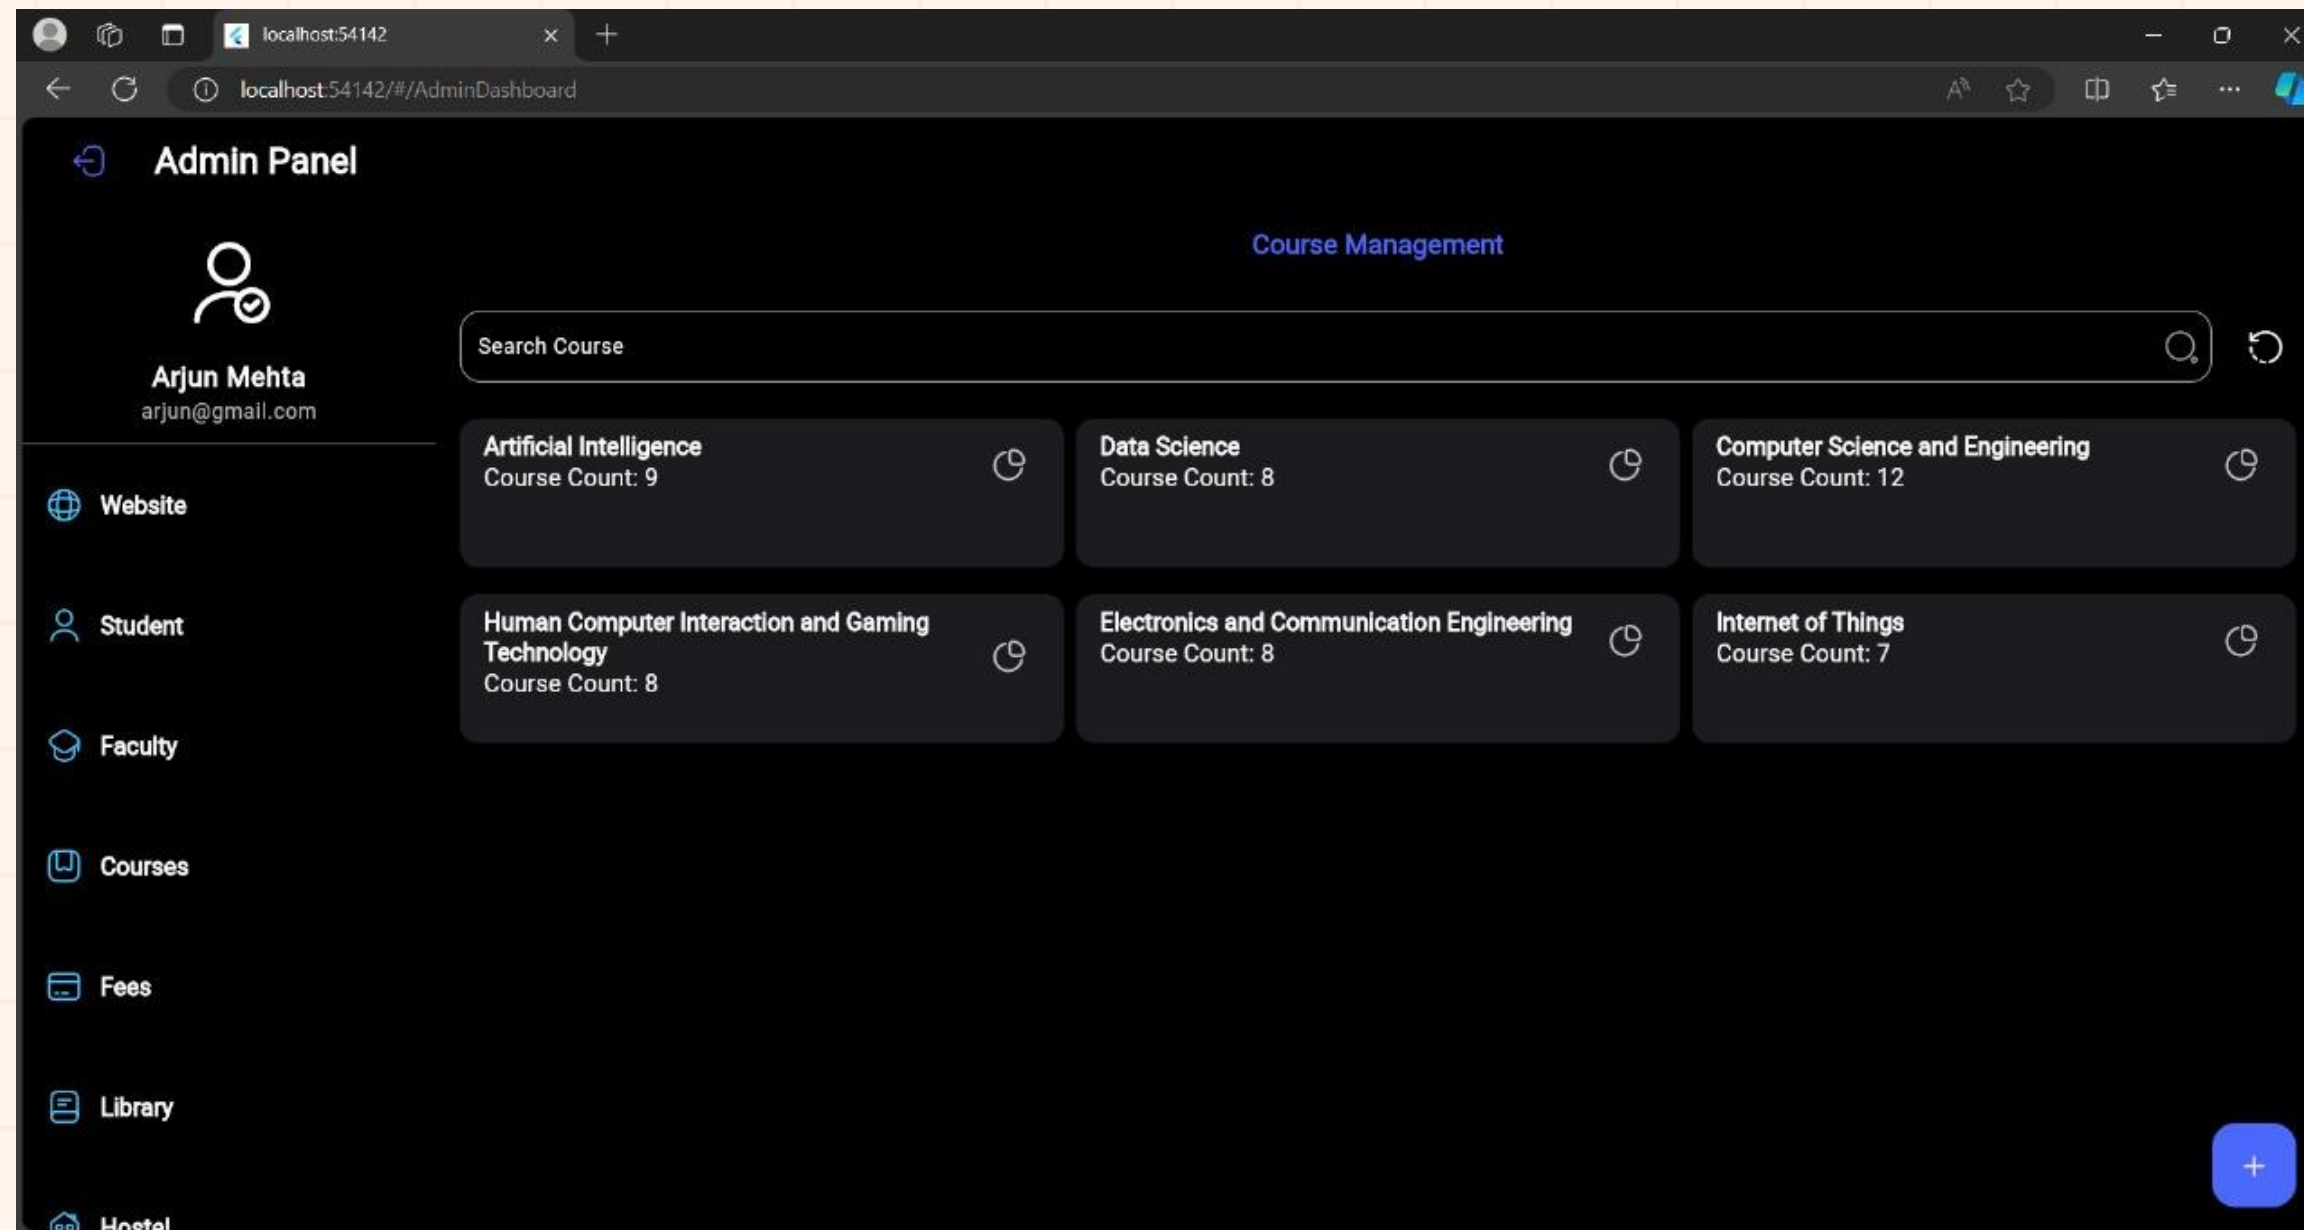 localhost:54142
localhost:54142/#/AdminDashboard
Admin Panel
Arjun Mehta
arjun@gmail.com
Website
Student
Faculty
Courses
Fees
Library
Hostel
Course Management
Search Course
Artificial Intelligence
Course Count: 9
Data Science
Course Count: 8
Computer Science and Engineering
Course Count: 12
Human Computer Interaction and Gaming
Technology
Course Count: 8
Electronics and Communication Engineering
Course Count: 8
Internet of Things
Course Count: 7